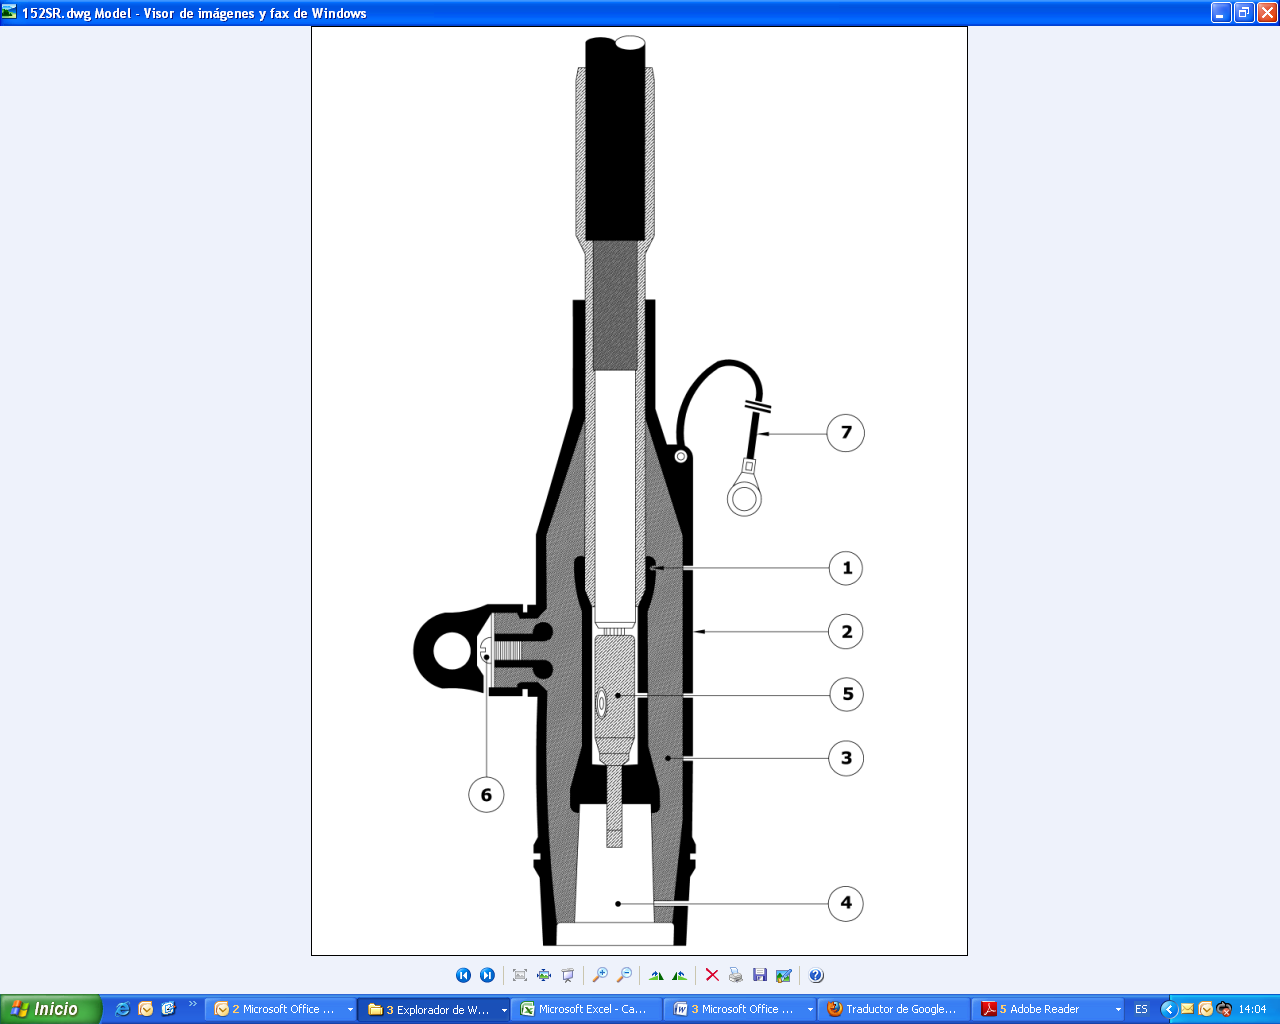 152SR.dwg Model - Visor de imágenes y fax de Windows
7
1
2
5
3
6
4
Inicio
2 Microsoft Office ...
3 Explorador de W...
Microsoft Excel - Ca...
3 Microsoft Office ...
Traductor de Google...
5 Adobe Reader
ES
14:04